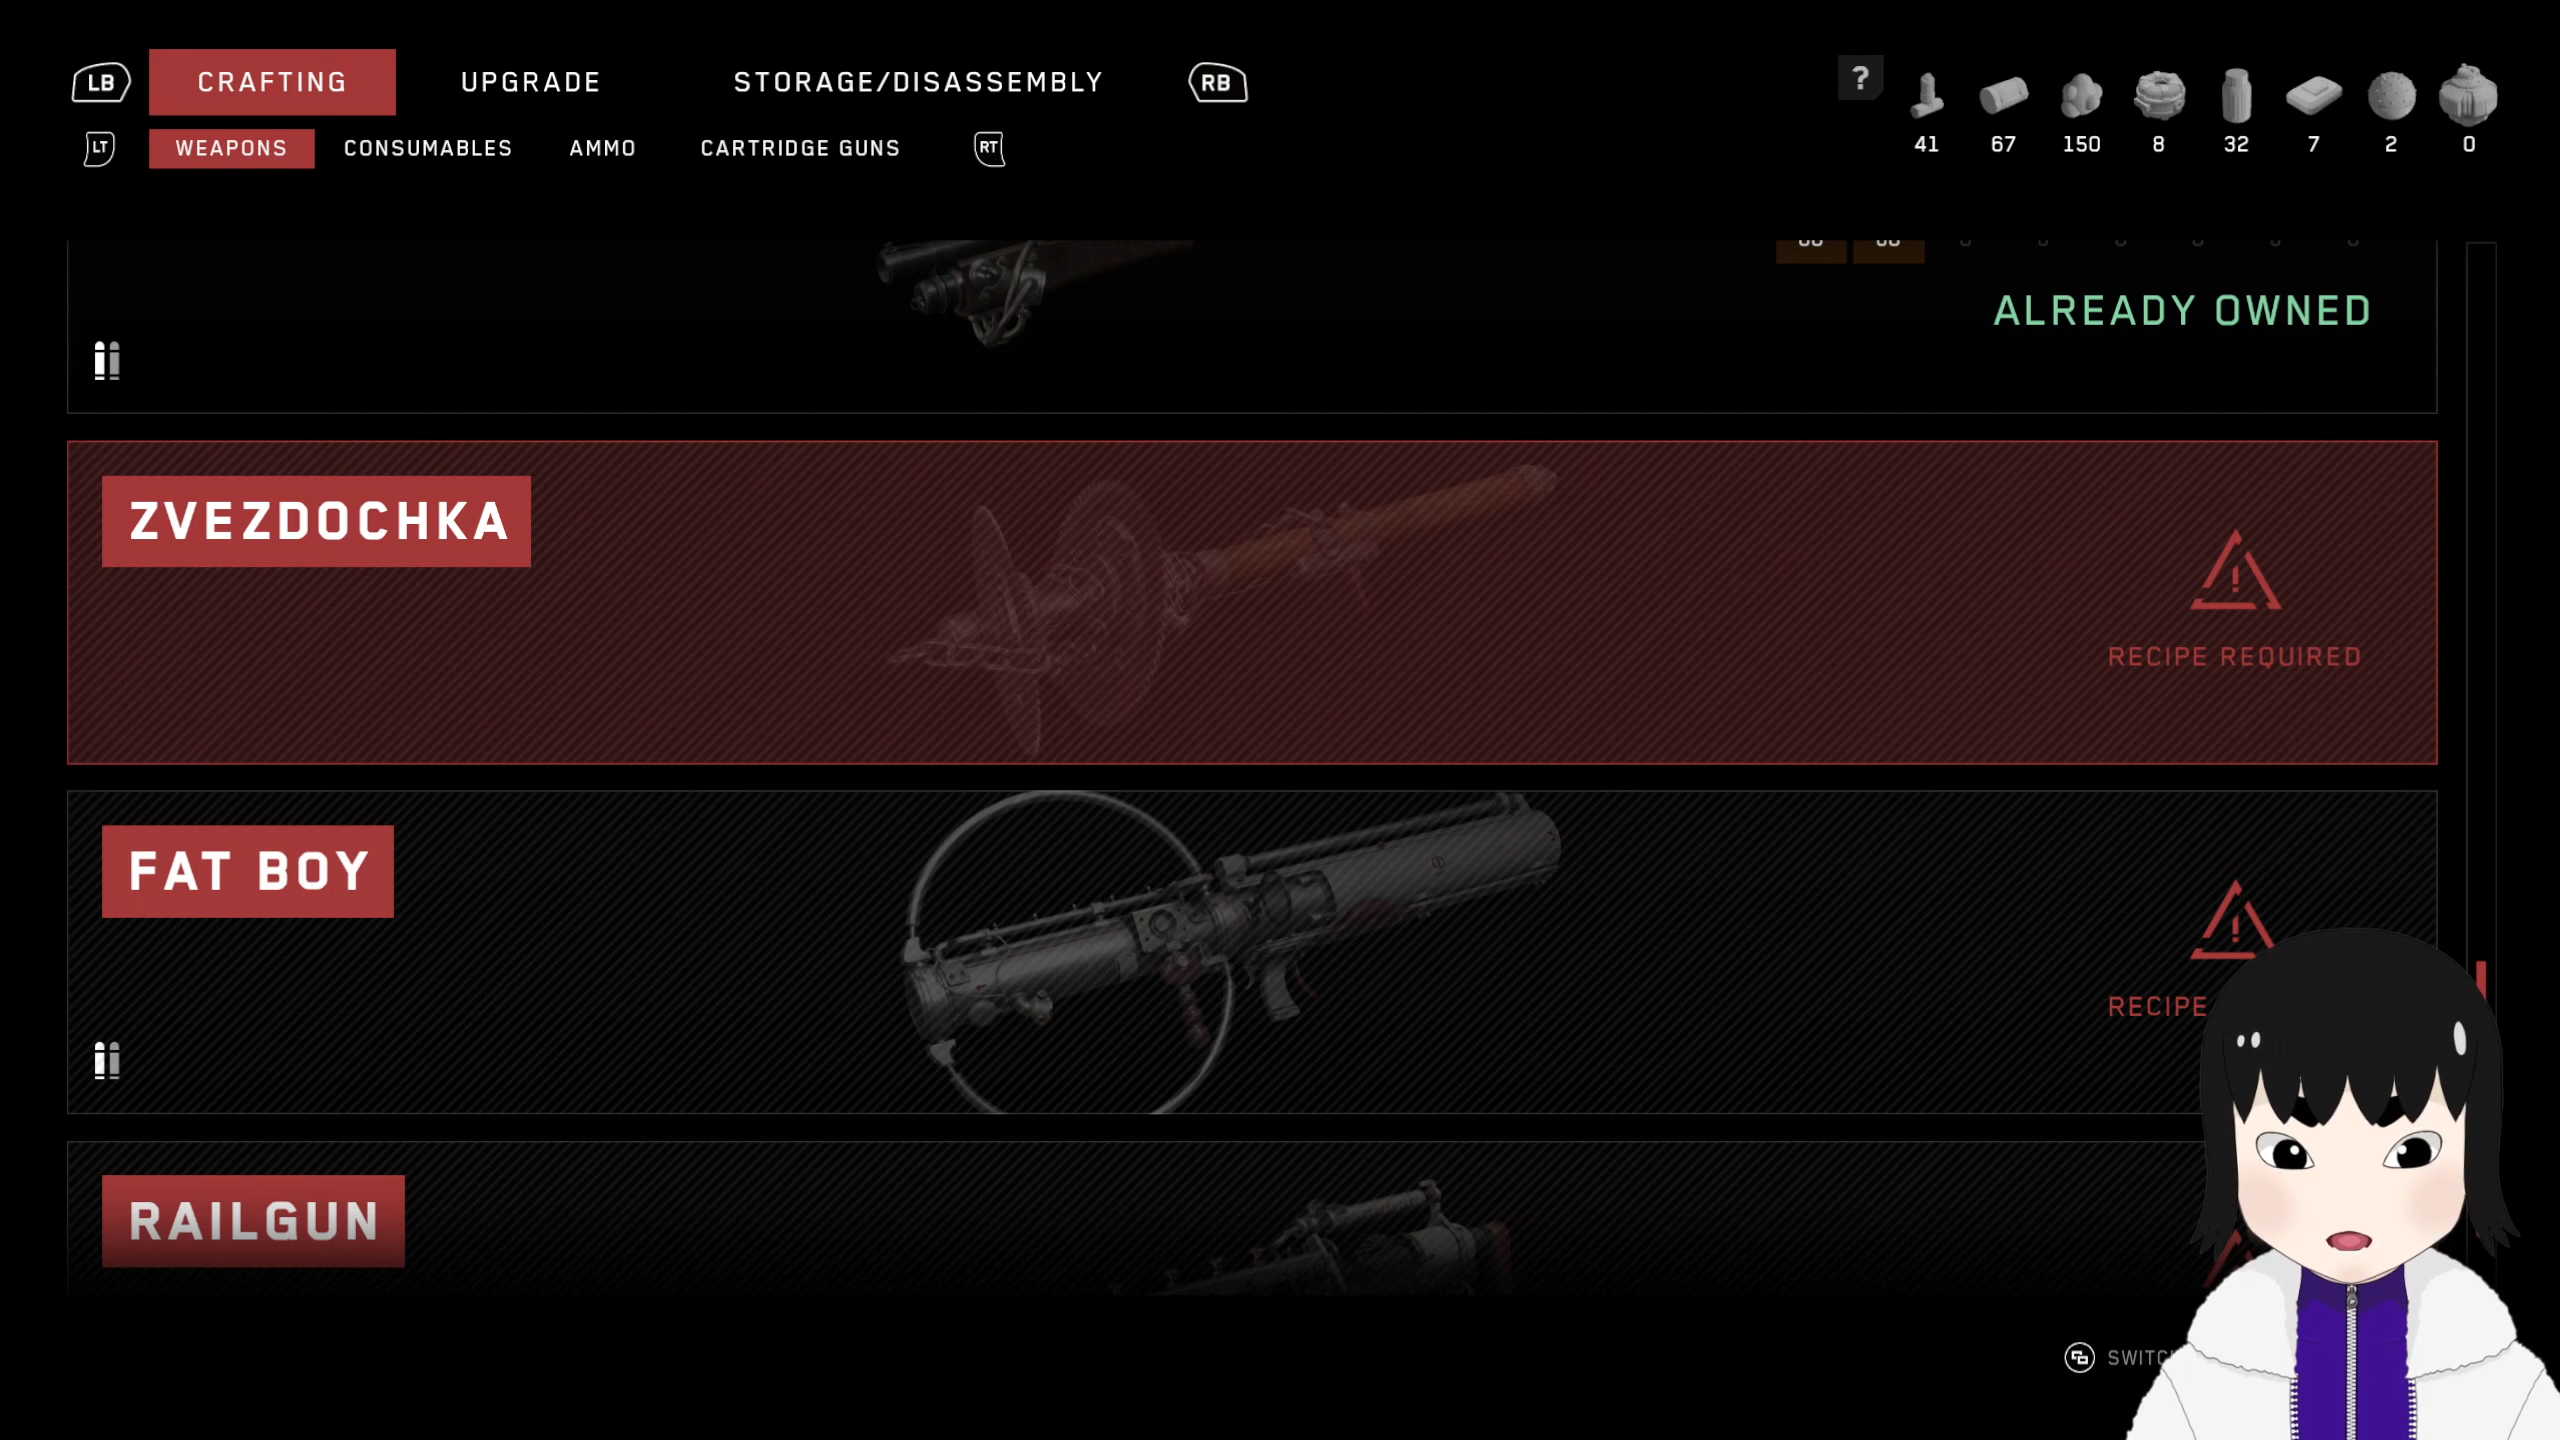 LB CRAFTING UPGRADE STORAGE/DISASSEMBLY RB ?
LT WEAPONS CONSUMABLES AMMO CARTRIDGE GUNS RT
41 67 150 8 32 7 2 0
ALREADY OWNED
ZVEZDOCHKA
RECIPE REQUIRED
FAT BOY
RECIPE
RAILGUN